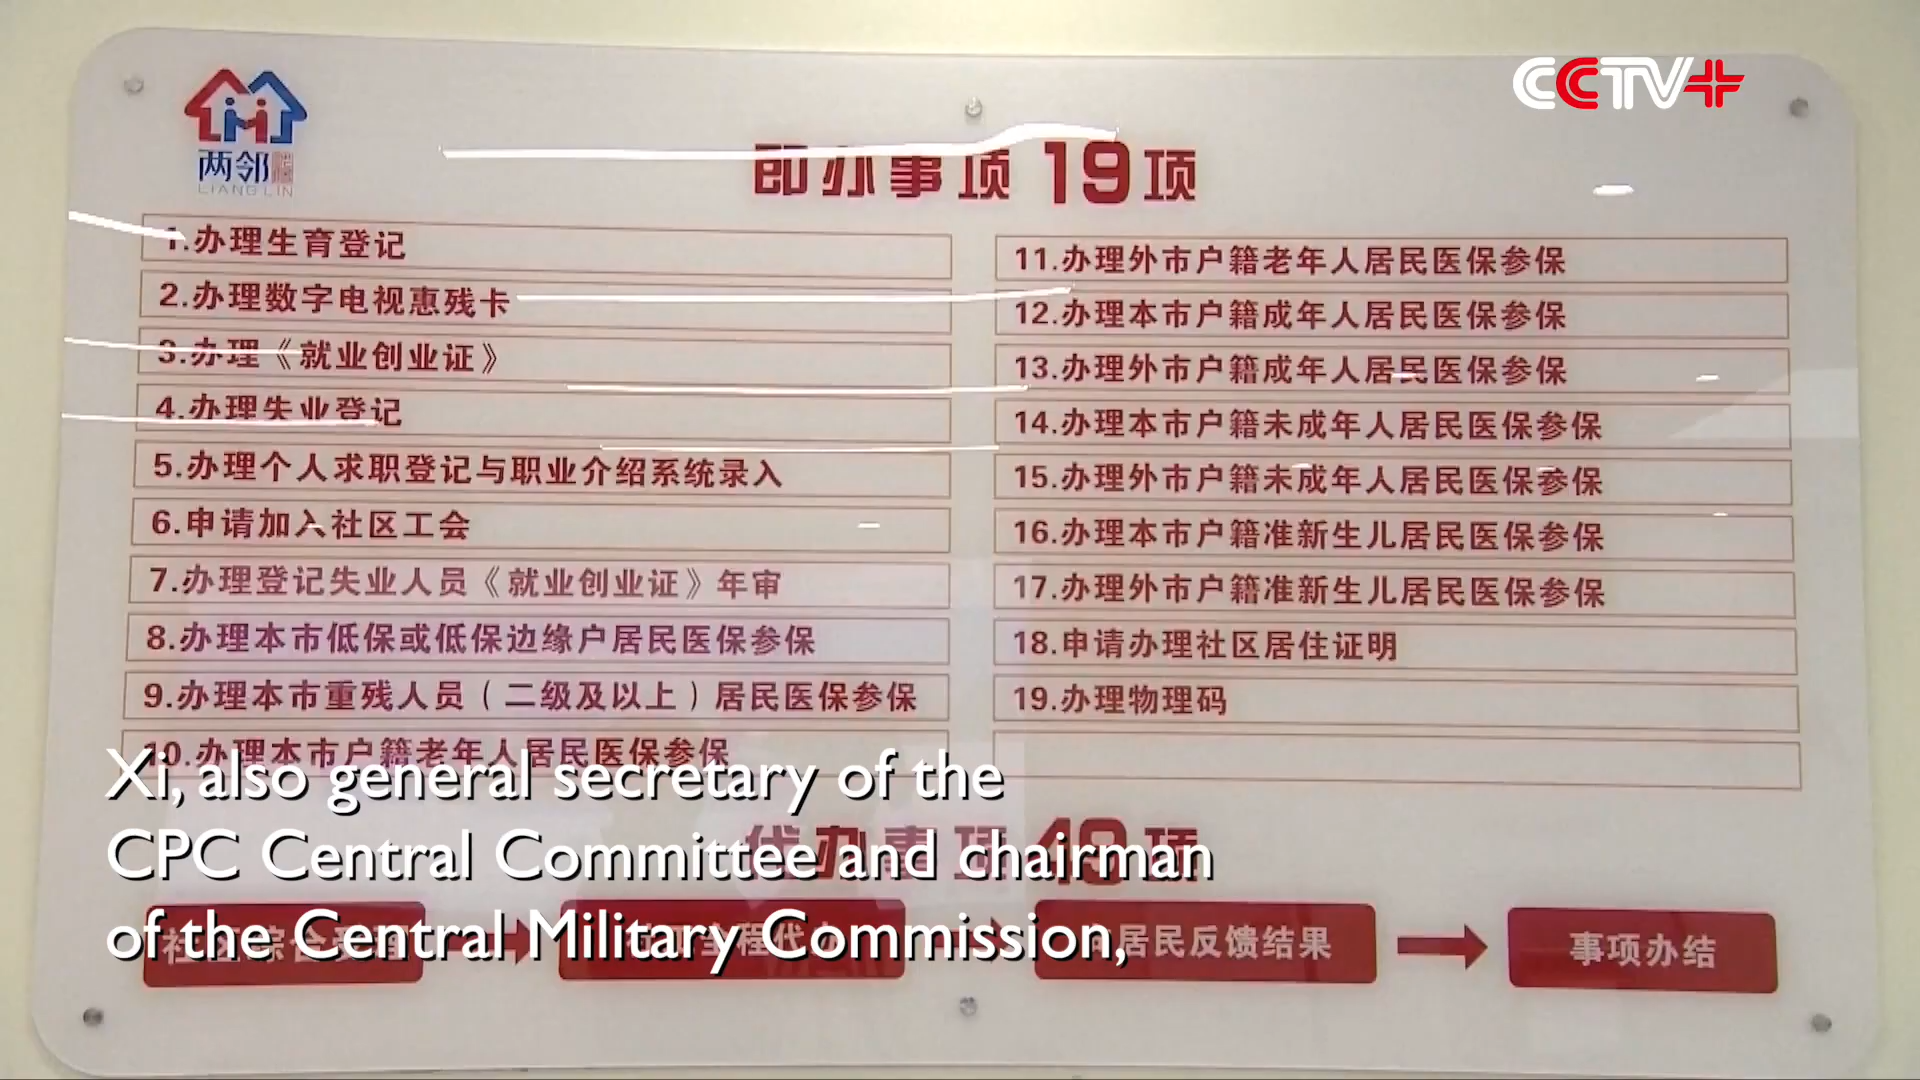 CCTV+
两邻
LIANG LIN
即办事项 19项
1.办理生育登记
2.办理数字电视惠残卡
3.办理《就业创业证》
4.办理失业登记
5.办理个人求职登记与职业介绍系统录入
6.申请加入社区工会
7.办理登记失业人员《就业创业证》年审
8.办理本市低保或低保边缘户居民医保参保
9.办理本市重残人员（二级及以上）居民医保参保
10.办理本市户籍老年人居民医保参保
11.办理外市户籍老年人居民医保参保
12.办理本市户籍成年人居民医保参保
13.办理外市户籍成年人居民医保参保
14.办理本市户籍未成年人居民医保参保
15.办理外市户籍未成年人居民医保参保
16.办理本市户籍准新生儿居民医保参保
17.办理外市户籍准新生儿居民医保参保
18.申请办理社区居住证明
19.办理物理码
代办事项 49项
居民反馈结果
事项办结
Xi, also general secretary of the
CPC Central Committee and chairman
of the Central Military Commission,